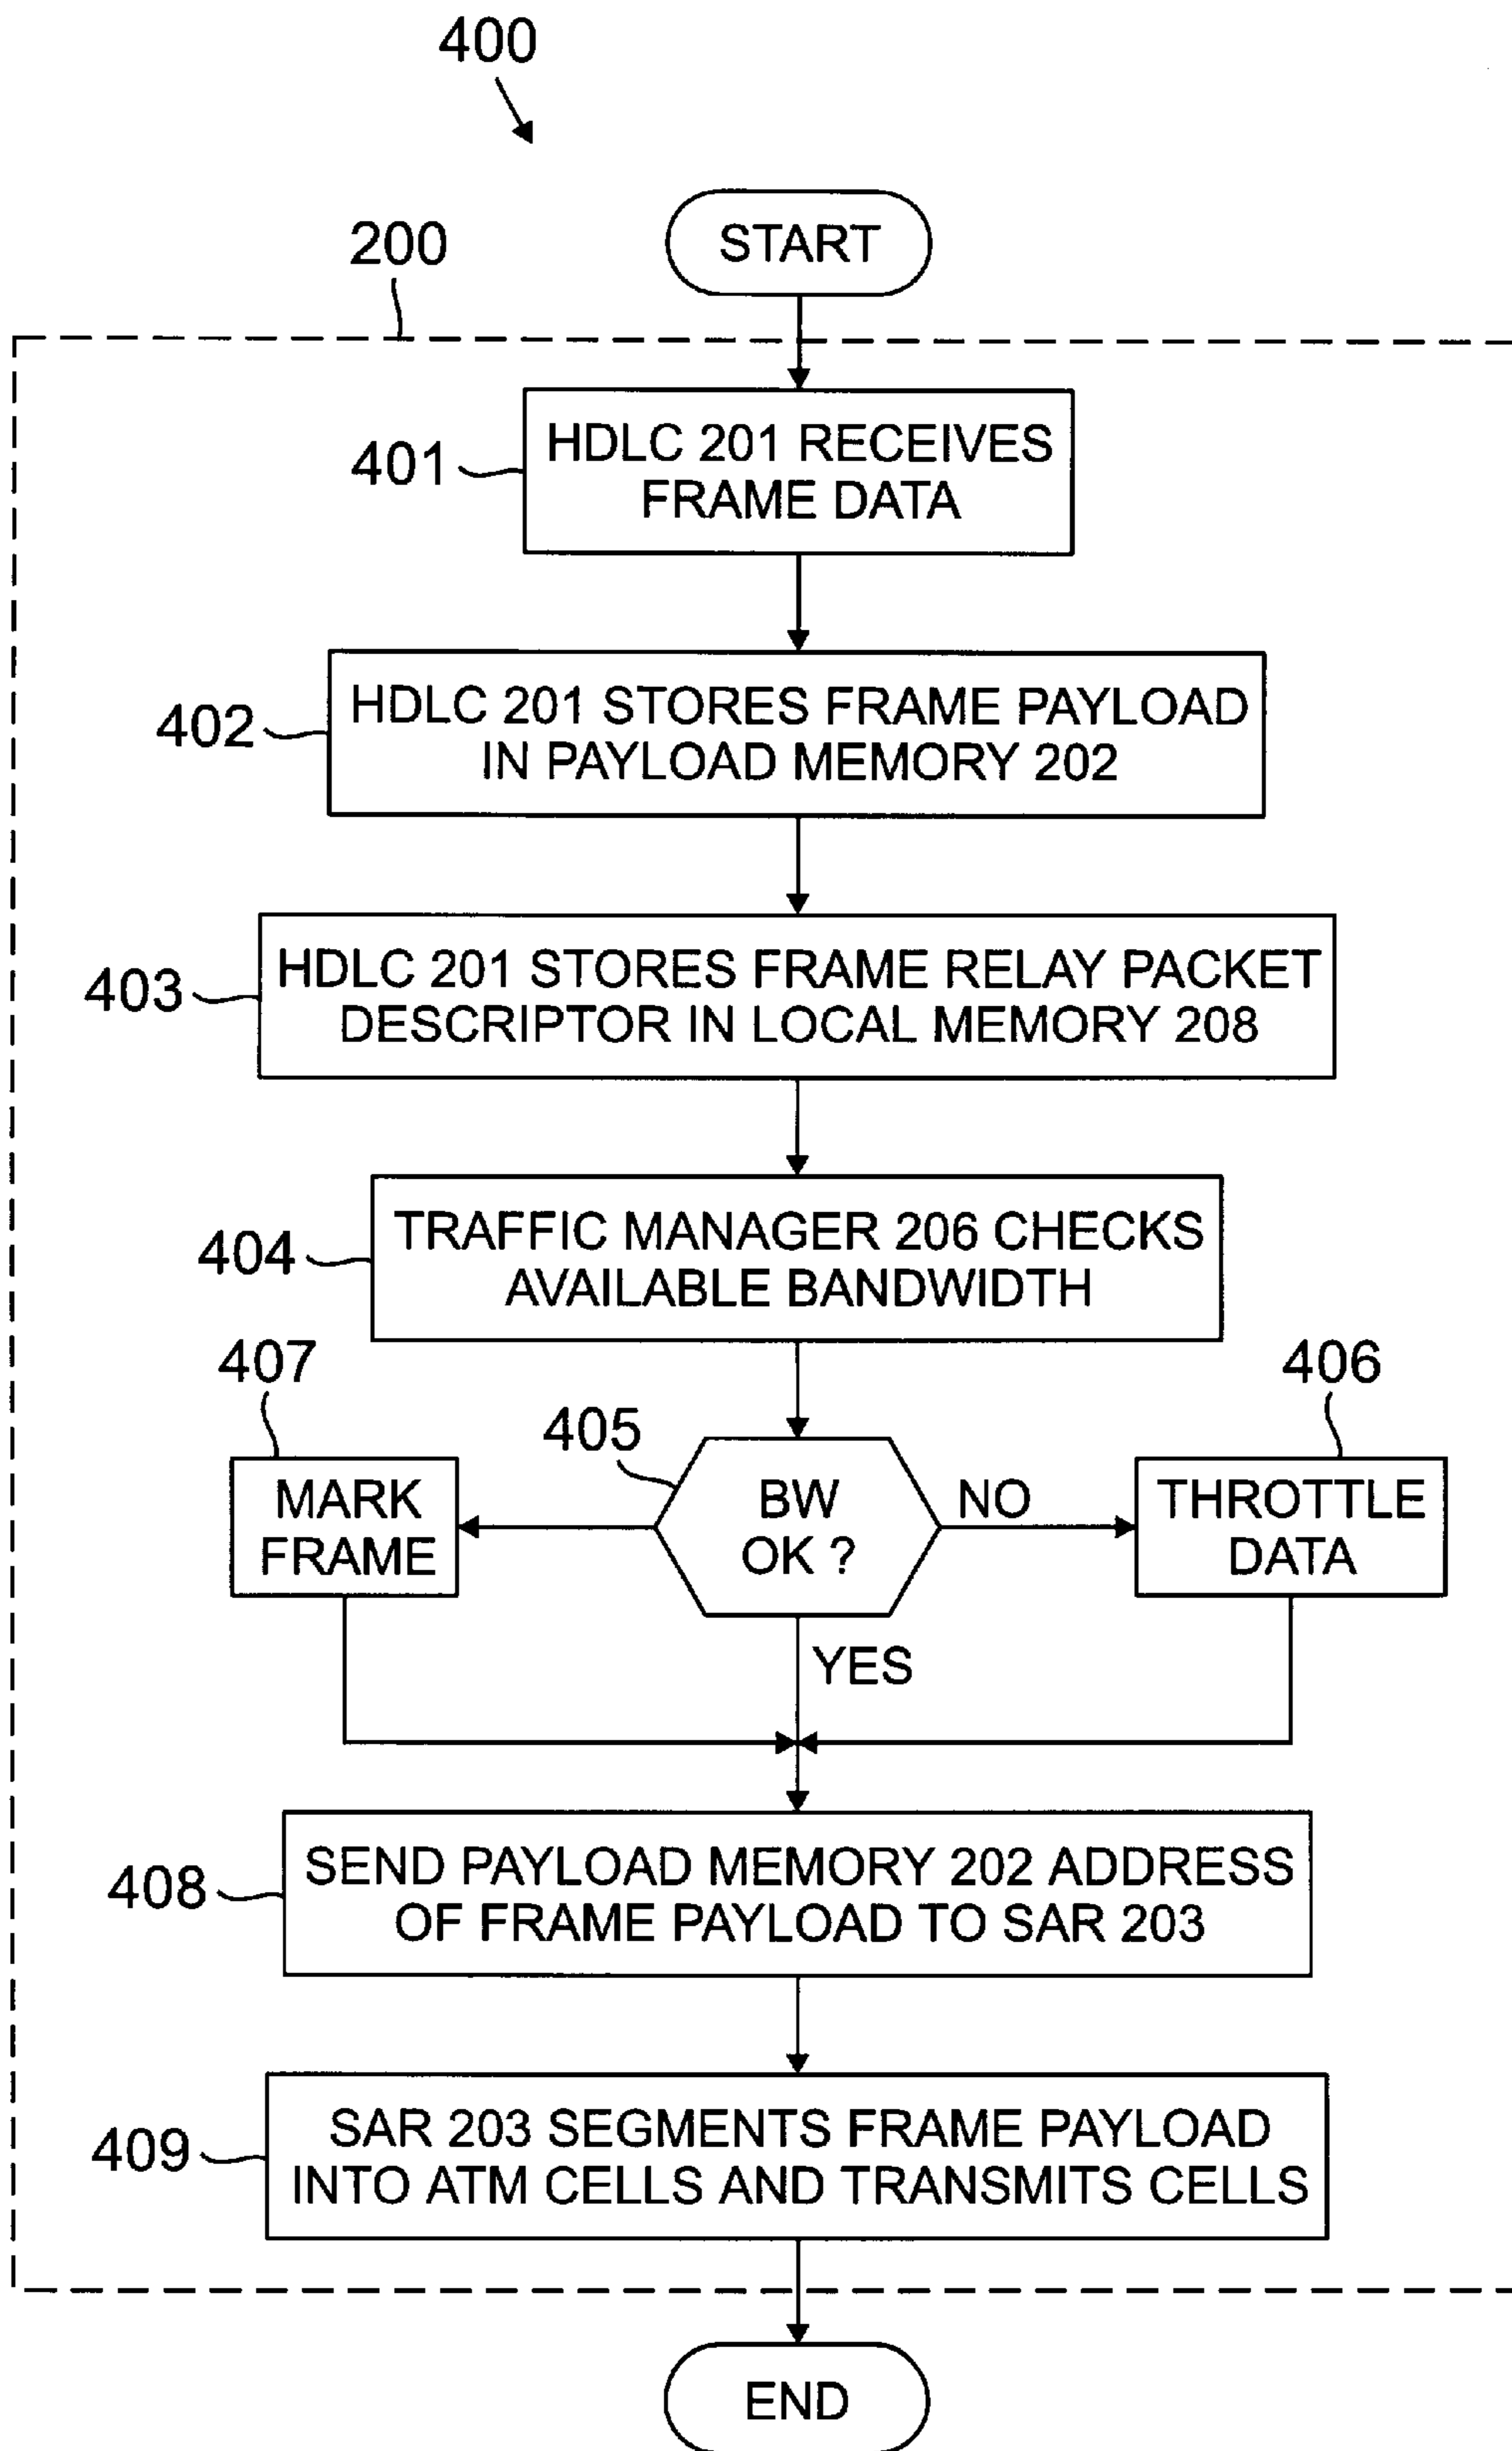 400
START
200
HDLC 201 RECEIVES
FRAME DATA
401
HDLC 201 STORES FRAME PAYLOAD
IN PAYLOAD MEMORY 202
402
HDLC 201 STORES FRAME RELAY PACKET
DESCRIPTOR IN LOCAL MEMORY 208
403
TRAFFIC MANAGER 206 CHECKS
AVAILABLE BANDWIDTH
404
407
406
405
MARK
FRAME
BW
OK ?
NO
THROTTLE
DATA
YES
SEND PAYLOAD MEMORY 202 ADDRESS
OF FRAME PAYLOAD TO SAR 203
408
SAR 203 SEGMENTS FRAME PAYLOAD
INTO ATM CELLS AND TRANSMITS CELLS
409
END